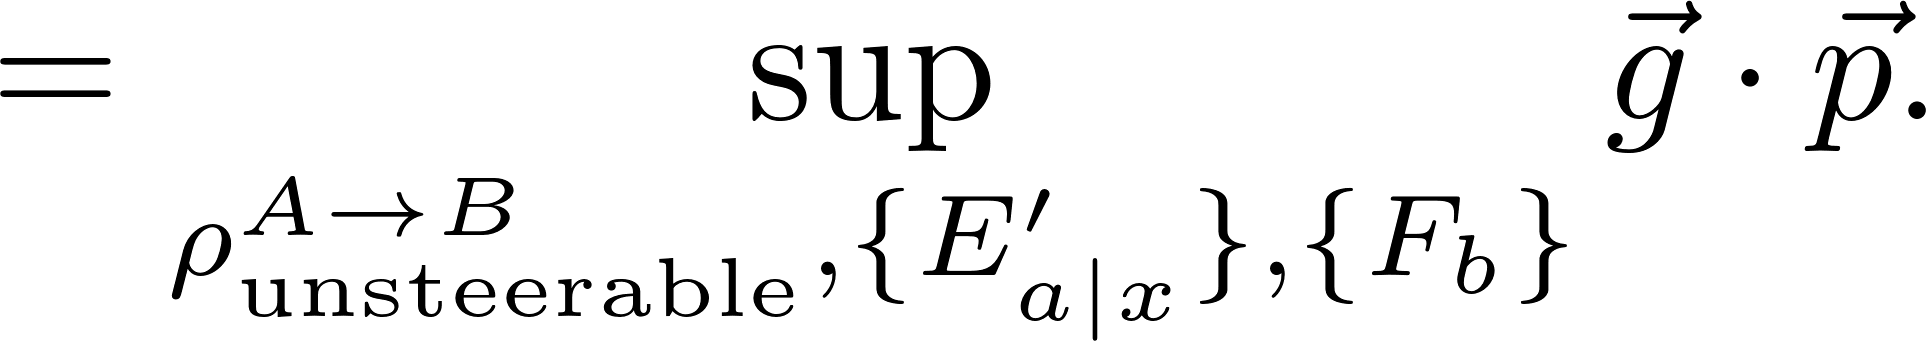 = sup g⃗ · p⃗.
ρ^{A→B}_{unsteerable}, {E′_{a|x}}, {F_b}